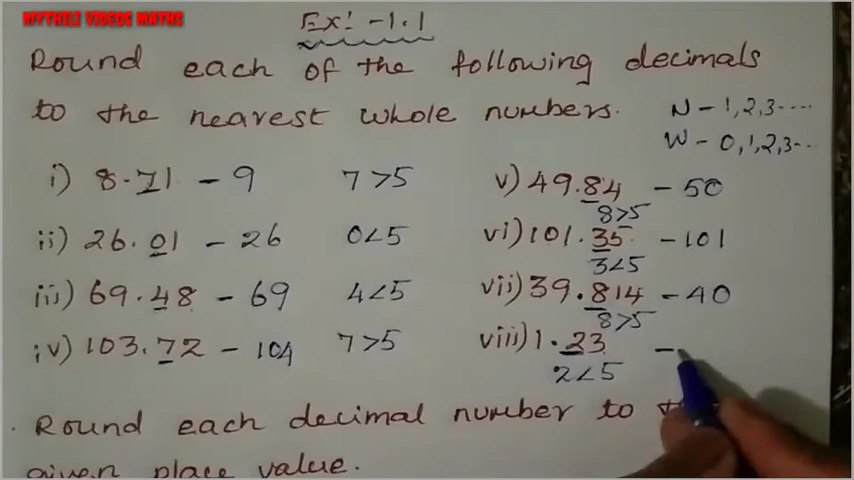 MYTHILI VIDEOS MATHS
Ex:-1.1
Round each of the following decimals
to the nearest whole numbers.
N - 1,2,3----
W - 0,1,2,3--..
i) 8.71 - 9 7>5
ii) 26.01 - 26 0<5
iii) 69.48 - 69 4<5
iv) 103.72 - 104 7>5
v) 49.84 - 50
8>5
vi) 101.35 - 101
3<5
vii) 39.814 - 40
8>5
viii) 1.23 -
2<5
. Round each decimal number to
given place value.